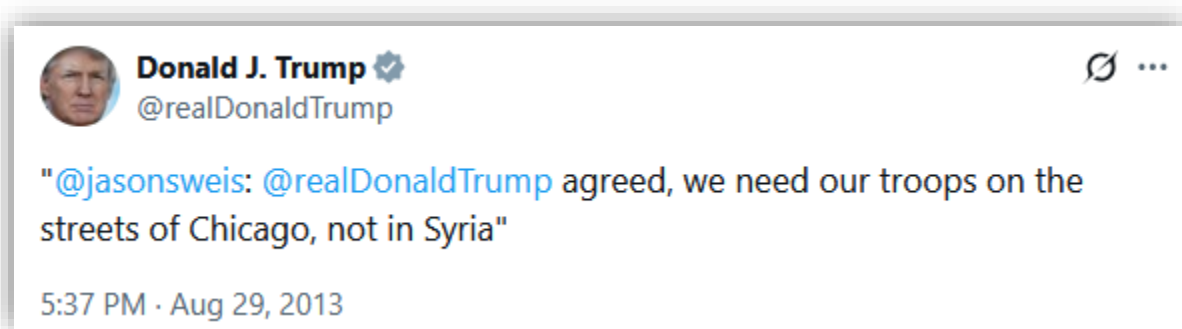 Donald J. Trump
@realDonaldTrump
"@jasonsweis: @realDonaldTrump agreed, we need our troops on the
streets of Chicago, not in Syria"
5:37 PM · Aug 29, 2013